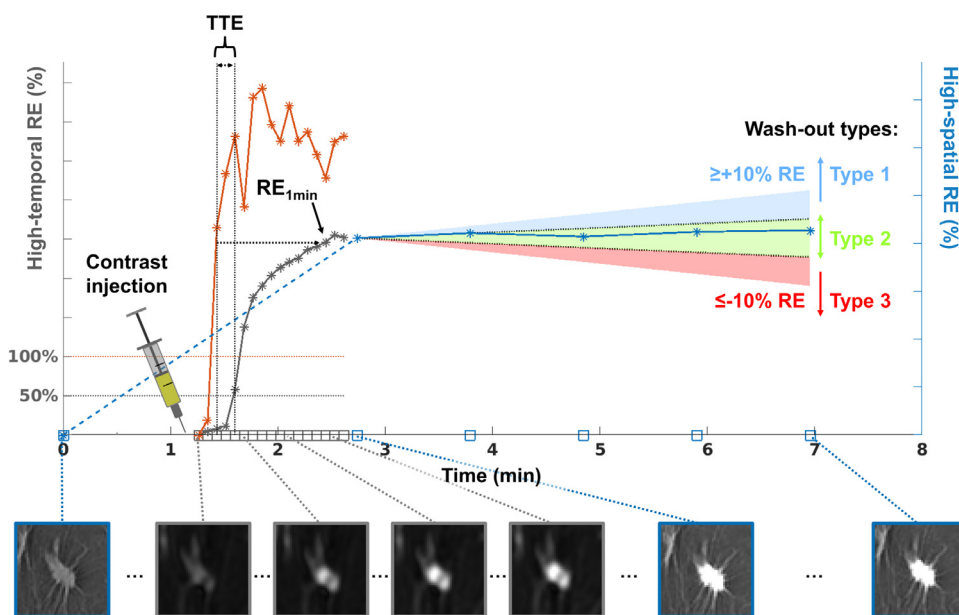 TTE
High-temporal RE (%)
High-spatial RE (%)
Wash-out types:
≥+10% RE
Type 1
RE1min
Type 2
Contrast
injection
≤-10% RE
Type 3
100%
50%
0 1 2 3 4 5 6 7 8
Time (min)
... ... ... ... ... ...